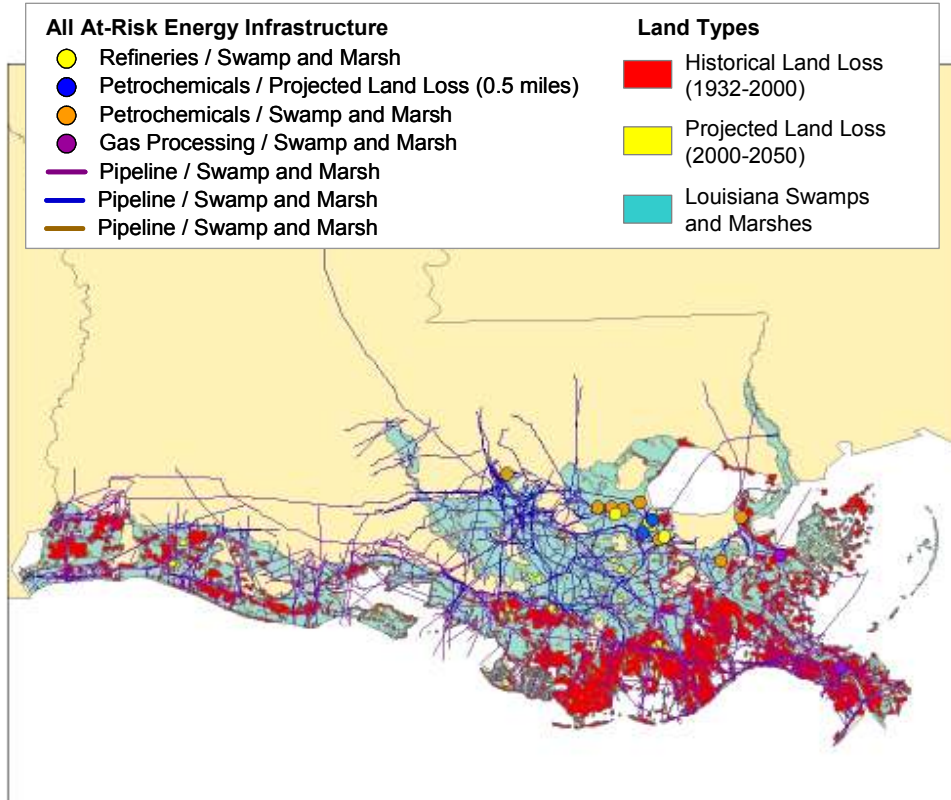 All At-Risk Energy Infrastructure
Refineries / Swamp and Marsh
Petrochemicals / Projected Land Loss (0.5 miles)
Petrochemicals / Swamp and Marsh
Gas Processing / Swamp and Marsh
Pipeline / Swamp and Marsh
Pipeline / Swamp and Marsh
Pipeline / Swamp and Marsh
Land Types
Historical Land Loss
(1932-2000)
Projected Land Loss
(2000-2050)
Louisiana Swamps
and Marshes